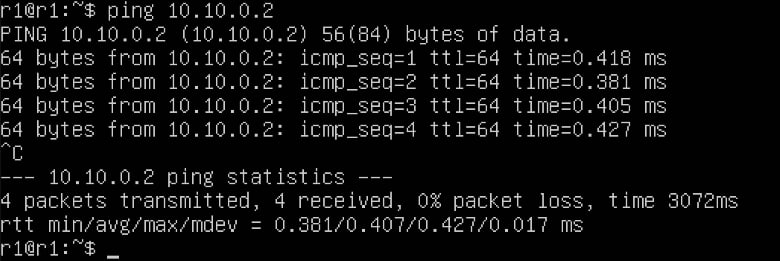 r1@r1:~$ ping 10.10.0.2
PING 10.10.0.2 (10.10.0.2) 56(84) bytes of data.
64 bytes from 10.10.0.2: icmp_seq=1 ttl=64 time=0.418 ms
64 bytes from 10.10.0.2: icmp_seq=2 ttl=64 time=0.381 ms
64 bytes from 10.10.0.2: icmp_seq=3 ttl=64 time=0.405 ms
64 bytes from 10.10.0.2: icmp_seq=4 ttl=64 time=0.427 ms
^C
--- 10.10.0.2 ping statistics ---
4 packets transmitted, 4 received, 0% packet loss, time 3072ms
rtt min/avg/max/mdev = 0.381/0.407/0.427/0.017 ms
r1@r1:~$ _